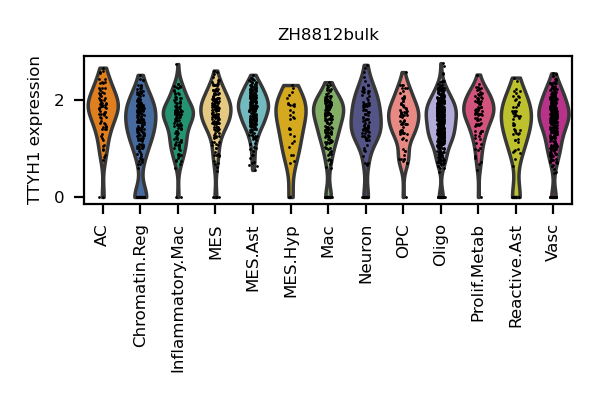 ZH8812bulk
TTYH1 expression
2
0
AC
Chromatin.Reg
Inflammatory.Mac
MES
MES.Ast
MES.Hyp
Mac
Neuron
OPC
Oligo
Prolif.Metab
Reactive.Ast
Vasc